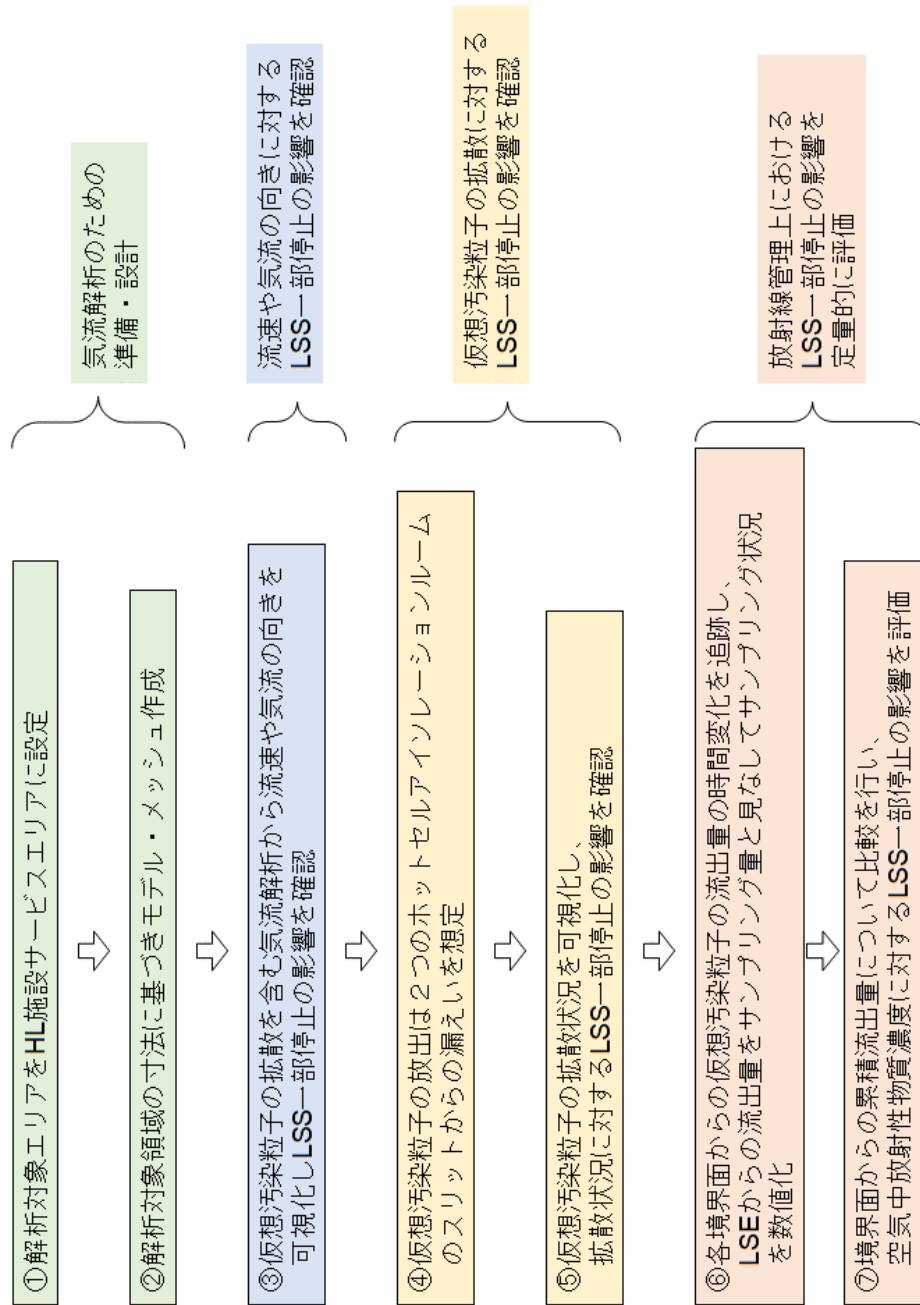 ①解析対象エリアをHL施設サービスエリアに設定
②解析対象領域の寸法に基づきモデル・メッシュ作成
気流解析のための
準備・設計
③仮想汚染粒子の拡散を含む気流解析から流速や気流の向きを
可視化しLSS一部停止の影響を確認
流速や気流の向きに対する
LSS一部停止の影響を確認
④仮想汚染粒子の放出は２つのホットセルアイソレーションルーム
のスリットからの漏えいを想定
⑤仮想汚染粒子の拡散状況を可視化し、
拡散状況に対するLSS一部停止の影響を確認
仮想汚染粒子の拡散に対する
LSS一部停止の影響を確認
⑥各境界面からの仮想汚染粒子の流出量の時間変化を追跡し、
LSEからの流出量をサンプリング量と見なしてサンプリング状況
を数値化
⑦境界面からの累積流出量について比較を行い、
空気中放射性物質濃度に対するLSS一部停止の影響を評価
放射線管理上における
LSS一部停止の影響を
定量的に評価